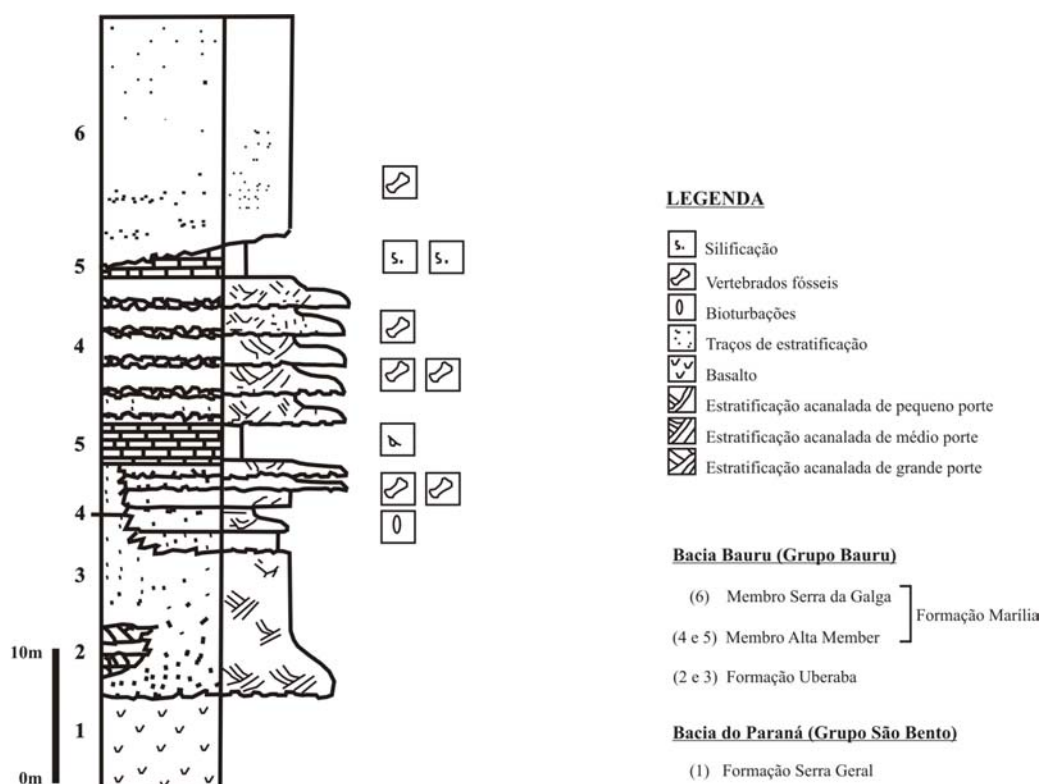 6
5
4
5
4
3
2
1
10m
0m
s. s.
LEGENDA
s. Silificação
Vertebrados fósseis
Bioturbações
Traços de estratificação
Basalto
Estratificação acanalada de pequeno porte
Estratificação acanalada de médio porte
Estratificação acanalada de grande porte
Bacia Bauru (Grupo Bauru)
(6) Membro Serra da Galga
Formação Marília
(4 e 5) Membro Alta Member
(2 e 3) Formação Uberaba
Bacia do Paraná (Grupo São Bento)
(1) Formação Serra Geral